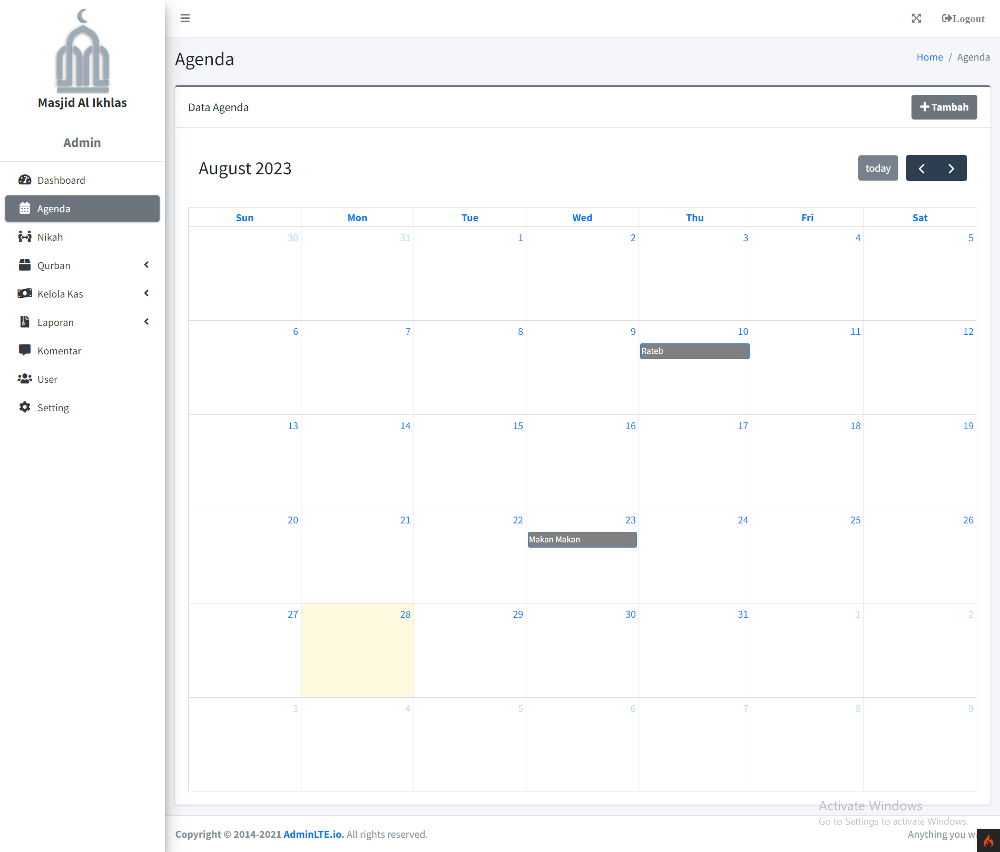 Masjid Al Ikhlas
Admin
Dashboard
Agenda
Nikah
Qurban
Kelola Kas
Laporan
Komentar
User
Setting
Logout
Agenda
Home / Agenda
Data Agenda
Tambah
August 2023
today
Sun Mon Tue Wed Thu Fri Sat
30 31 1 2 3 4 5
6 7 8 9 10 11 12
Rateb
13 14 15 16 17 18 19
20 21 22 23 24 25 26
Makan Makan
27 28 29 30 31 1 2
3 4 5 6 7 8 9
Activate Windows
Go to Settings to activate Windows.
Copyright © 2014-2021 AdminLTE.io. All rights reserved.
Anything you